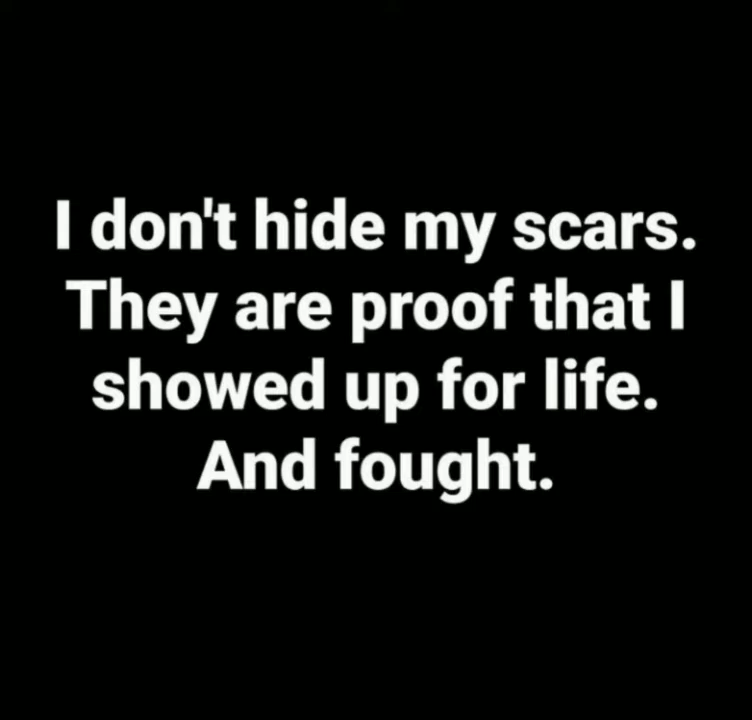 I don't hide my scars.
They are proof that I
showed up for life.
And fought.